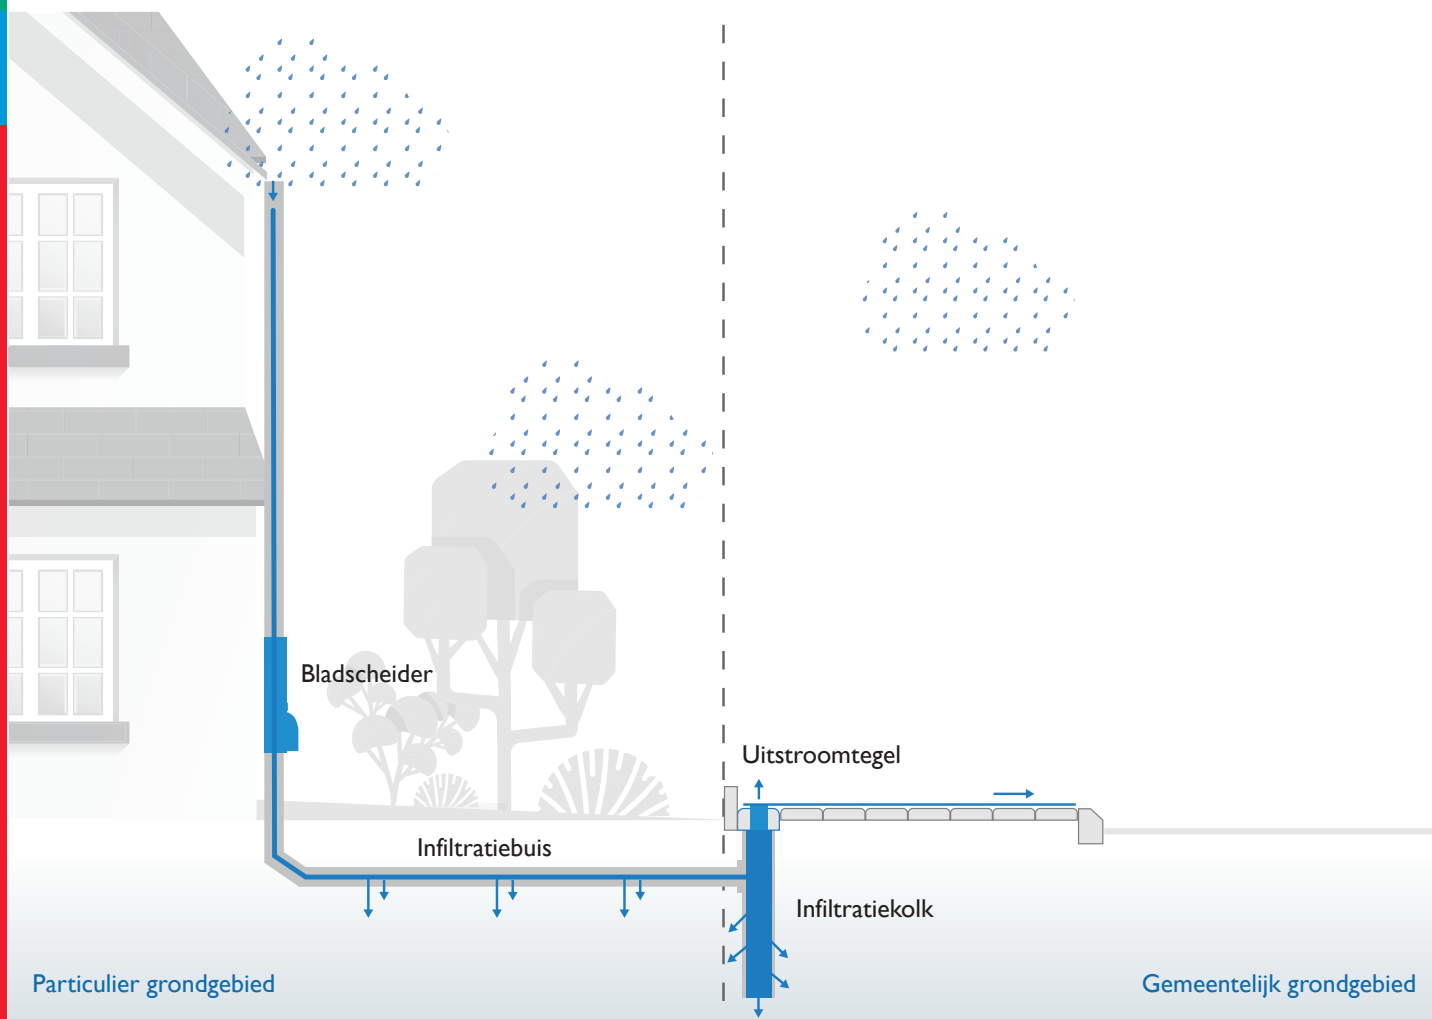 Bladscheider
Uitstroomtegel
Infiltratiebuis
Infiltratiekolk
Particulier grondgebied
Gemeentelijk grondgebied